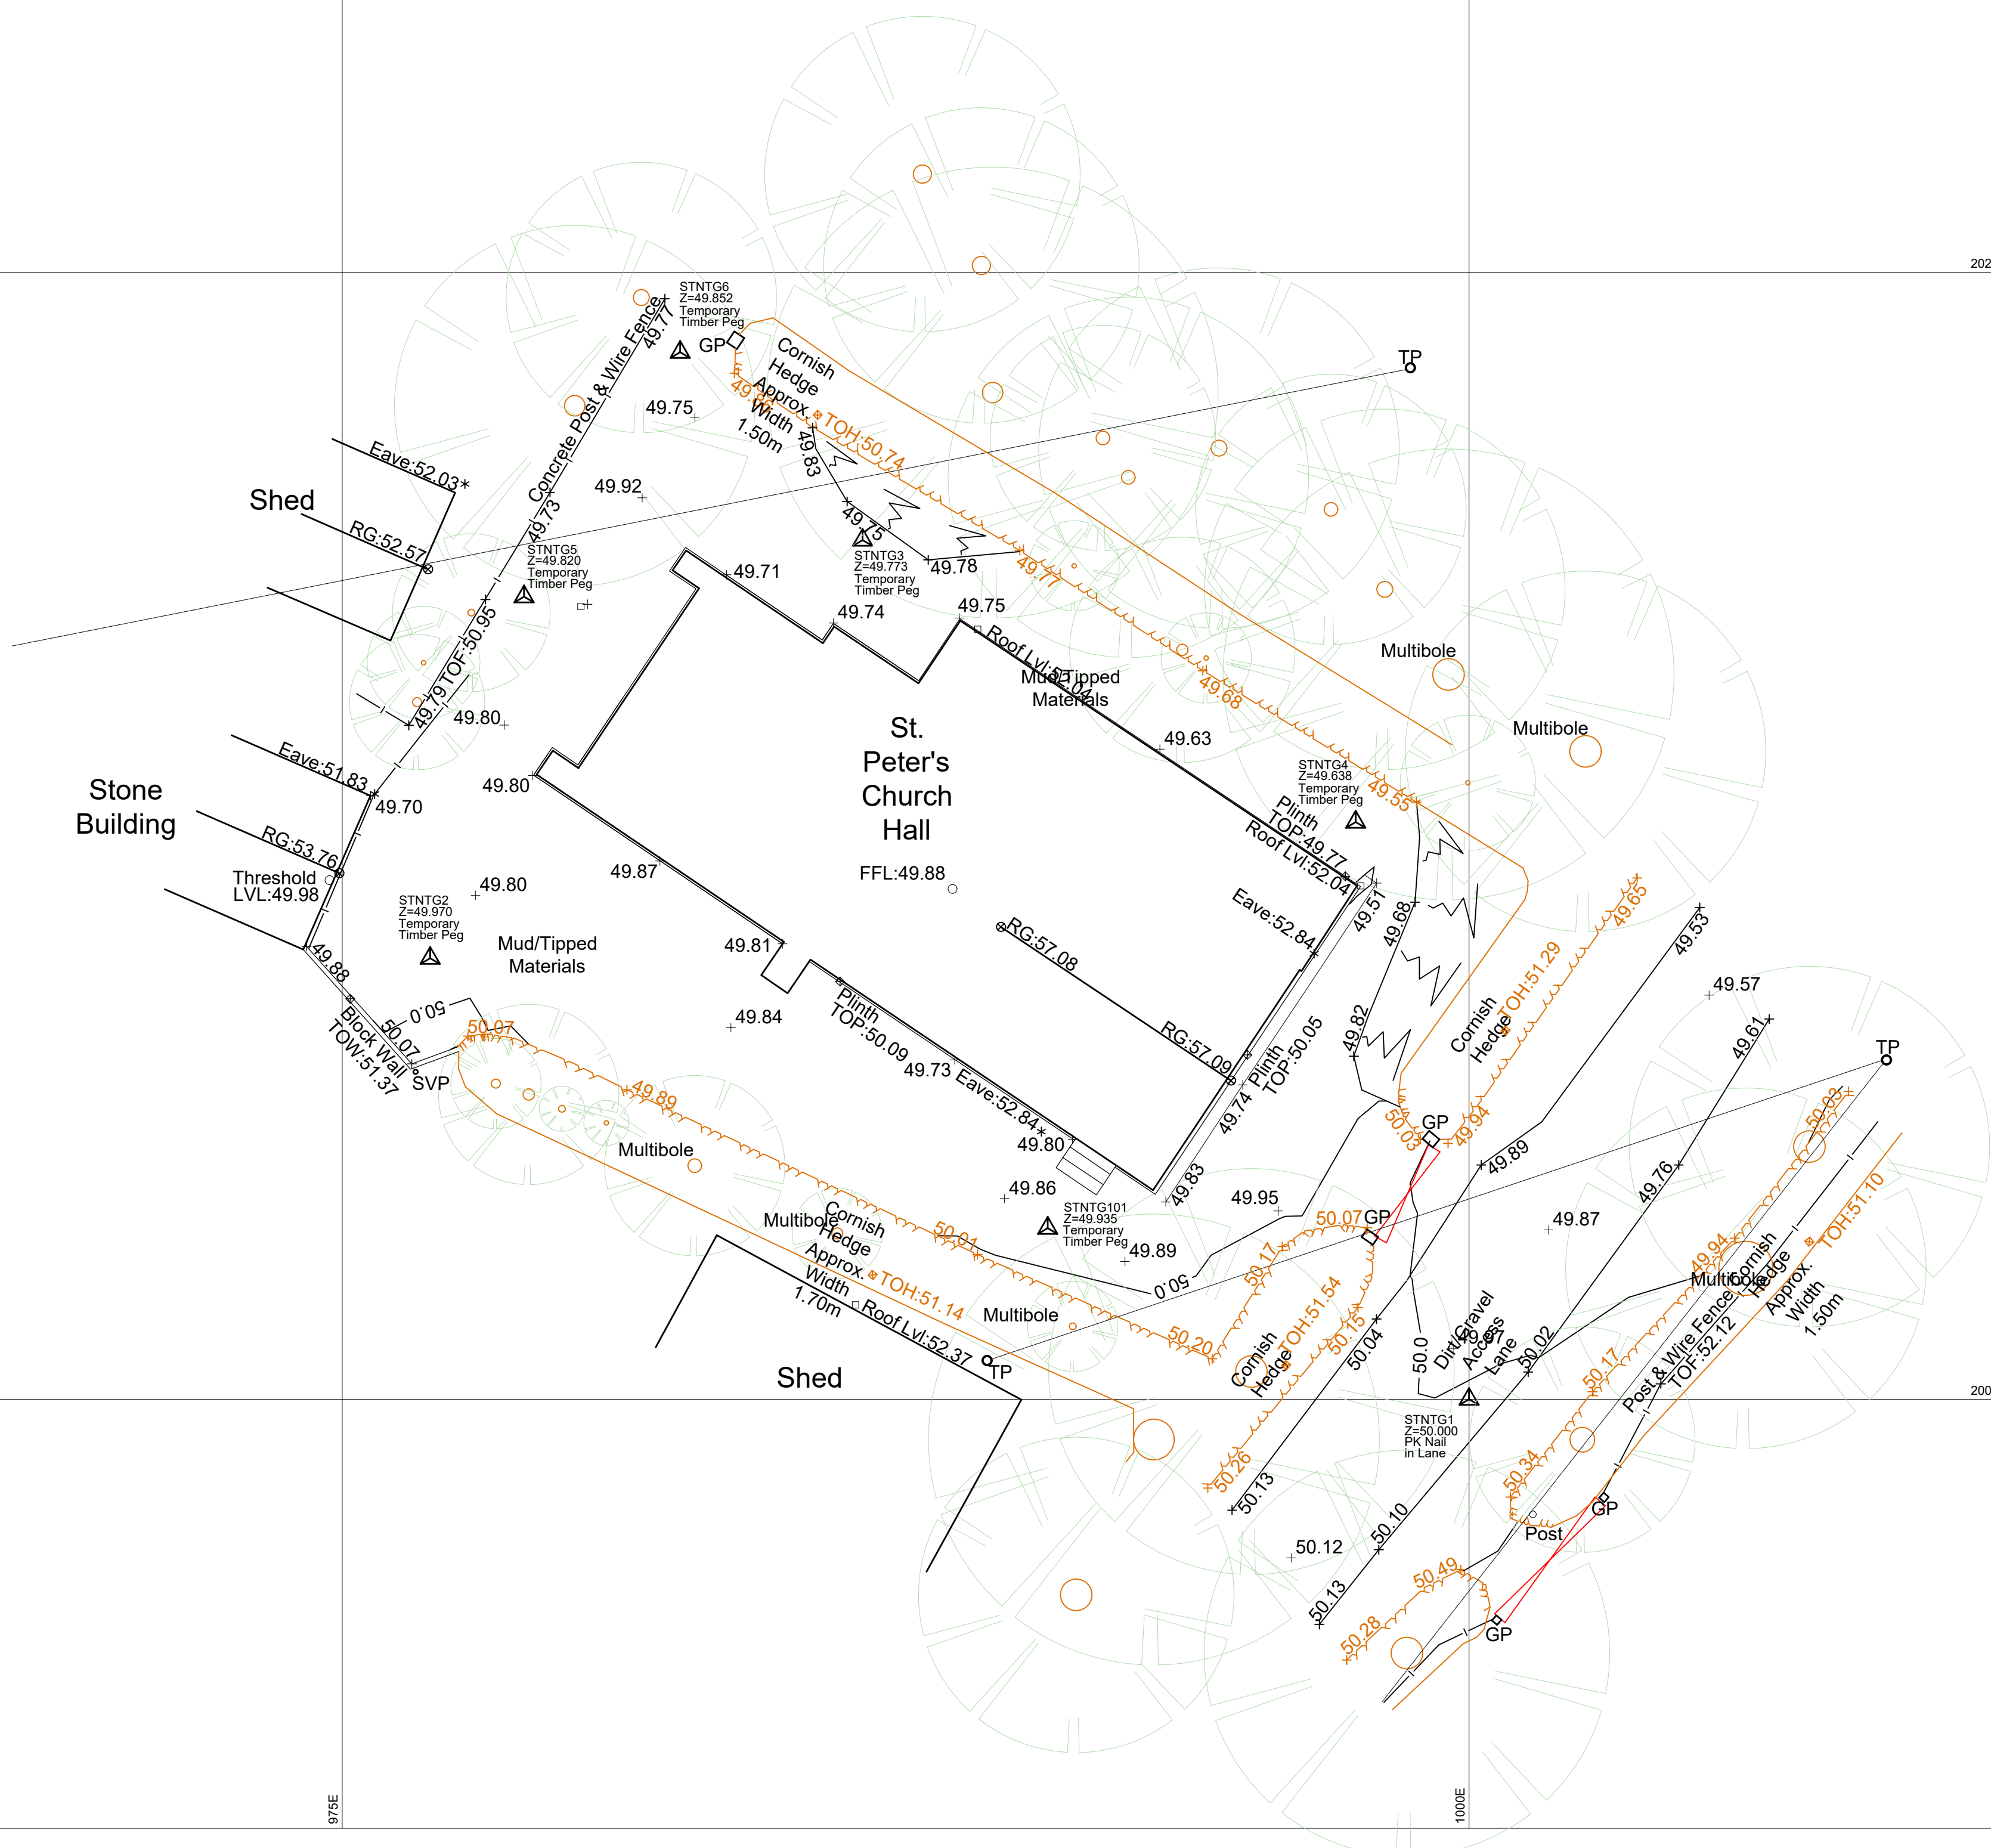 202
STNTG6
Z=49.852
Temporary
Timber Peg
GP
Concrete Post & Wire Fence
49.77
49.86
Cornish
Hedge
Approx.
Width
1.50m
TOH:50.74
TP
49.75
49.83
Eave:52.03*
Shed
49.92
49.73
49.75
RG:52.57
STNTG5
Z=49.820
Temporary
Timber Peg
STNTG3
Z=49.773
Temporary
Timber Peg
49.71
49.78
49.77
49.74
49.75
TOF:50.95
49.79
Roof Lvl:52.04
Mud/Tipped
Materials
49.68
Multibole
49.80
Multibole
St.
Peter's
Church
Hall
49.63
Eave:51.83
49.80
49.70
Stone
Building
STNTG4
Z=49.638
Temporary
Timber Peg
49.55
Plinth
TOP:49.77
Roof Lvl:52.04
RG:53.76
Threshold
LVL:49.98
49.87
FFL:49.88
49.80
49.51
49.68
49.65
49.53
STNTG2
Z=49.970
Temporary
Timber Peg
Eave:52.84
RG:57.08
Mud/Tipped
Materials
49.81
49.88
Cornish
Hedge
TOH:51.29
49.57
50.0
50.07
50.07
Block Wall
TOW:51.37
SVP
Plinth
TOP:50.09
49.84
49.82
49.61
RG:57.09
Plinth
TOP:50.05
TP
49.73
Eave:52.84*
49.89
49.74
50.03
GP
49.94
50.03
49.80
Multibole
49.89
49.76
49.83
49.86
49.95
50.07
GP
49.87
STNTG101
Z=49.935
Temporary
Timber Peg
Multibole
Cornish
Hedge
Approx.
Width
1.70m
TOH:51.14
50.01
49.89
50.0
50.17
49.94
TOH:51.10
Multibole
Cornish
Hedge
Approx.
Width
1.50m
Roof Lvl:52.37
Multibole
50.20
Cornish
Hedge
TOH:51.54
50.15
50.04
50.0
Dirt/Gravel
Access
Lane
50.02
50.17
Post & Wire Fence
TOF:52.12
TP
Shed
200
STNTG1
Z=50.000
PK Nail
in Lane
50.26
50.13
50.34
50.10
GP
Post
50.12
50.49
50.13
50.28
GP
975E
1000E